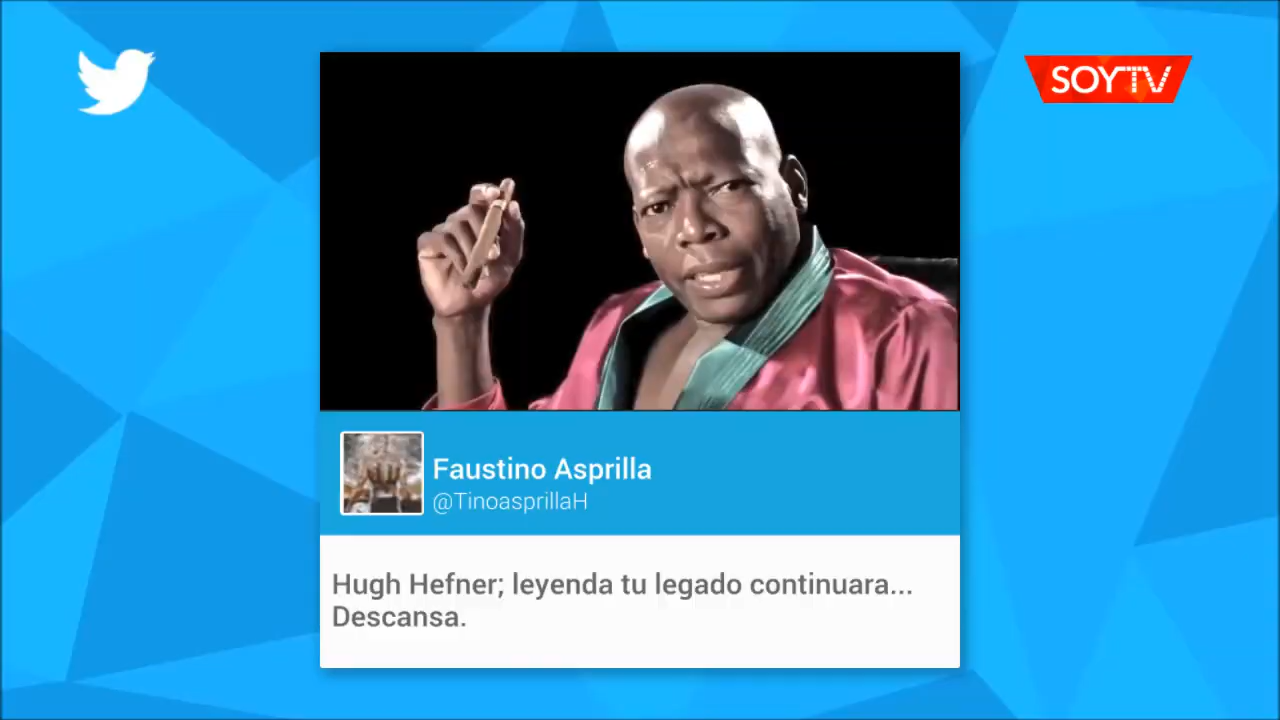 SOYTV
Faustino Asprilla
@TinoasprillaH
Hugh Hefner; leyenda tu legado continuara...
Descansa.